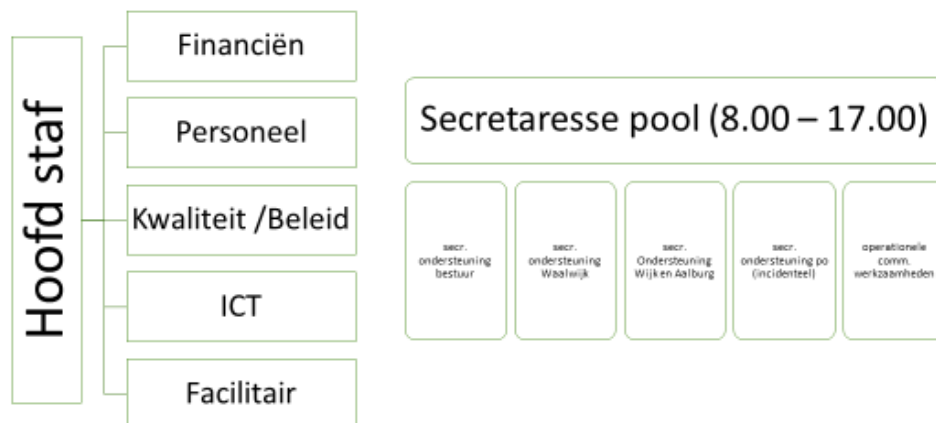 Hoofd staf
Financiën
Personeel
Kwaliteit /Beleid
ICT
Facilitair
Secretaresse pool (8.00 – 17.00)
secr.
ondersteuning
bestuur
secr.
ondersteuning
Waalwijk
secr.
Ondersteuning
Wijk en Aalburg
secr.
ondersteuning po
(incidenteel)
operationele
comm.
werkzaamheden